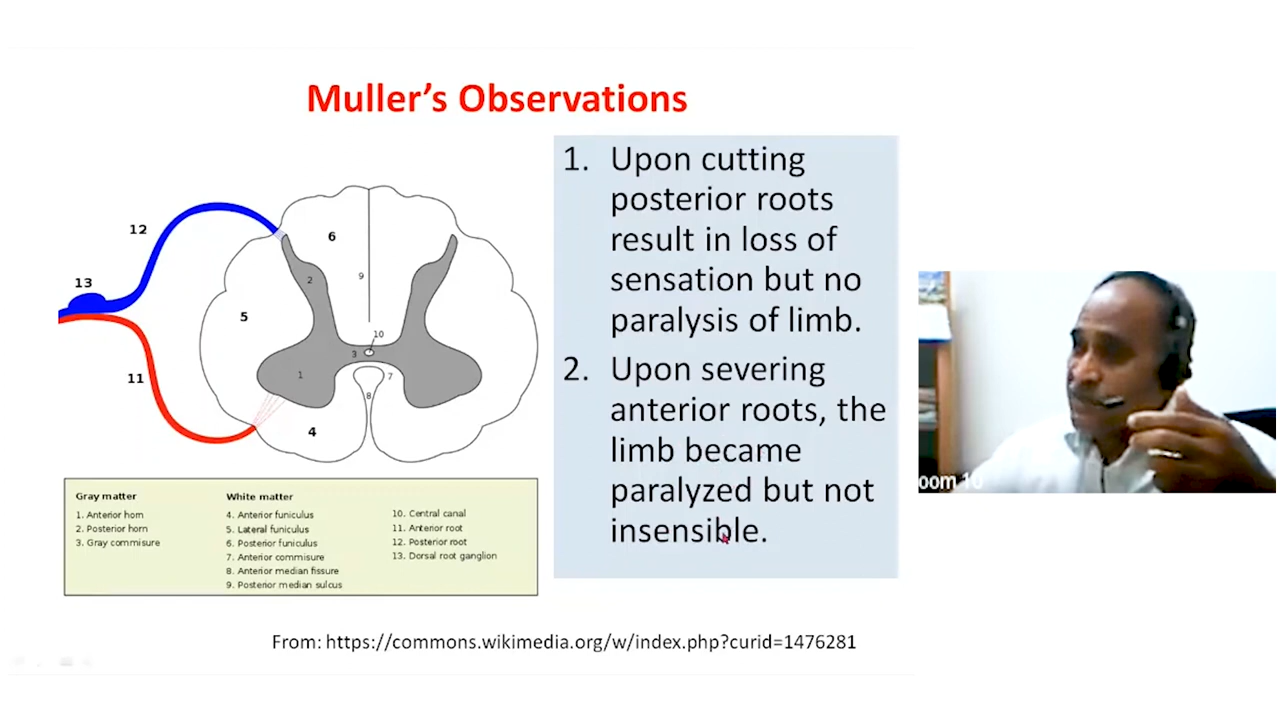 Muller's Observations
12
6
13
2
9
5
10
3
11
1
7
8
4
Gray matter
1. Anterior horn
2. Posterior horn
3. Gray commisure
White matter
4. Anterior funiculus
5. Lateral funiculus
6. Posterior funiculus
7. Anterior commisure
8. Anterior median fissure
9. Posterior median sulcus
10. Central canal
11. Anterior root
12. Posterior root
13. Dorsal root ganglion
1. Upon cutting
posterior roots
result in loss of
sensation but no
paralysis of limb.
2. Upon severing
anterior roots, the
limb became
paralyzed but not
insensible.
From: https://commons.wikimedia.org/w/index.php?curid=1476281